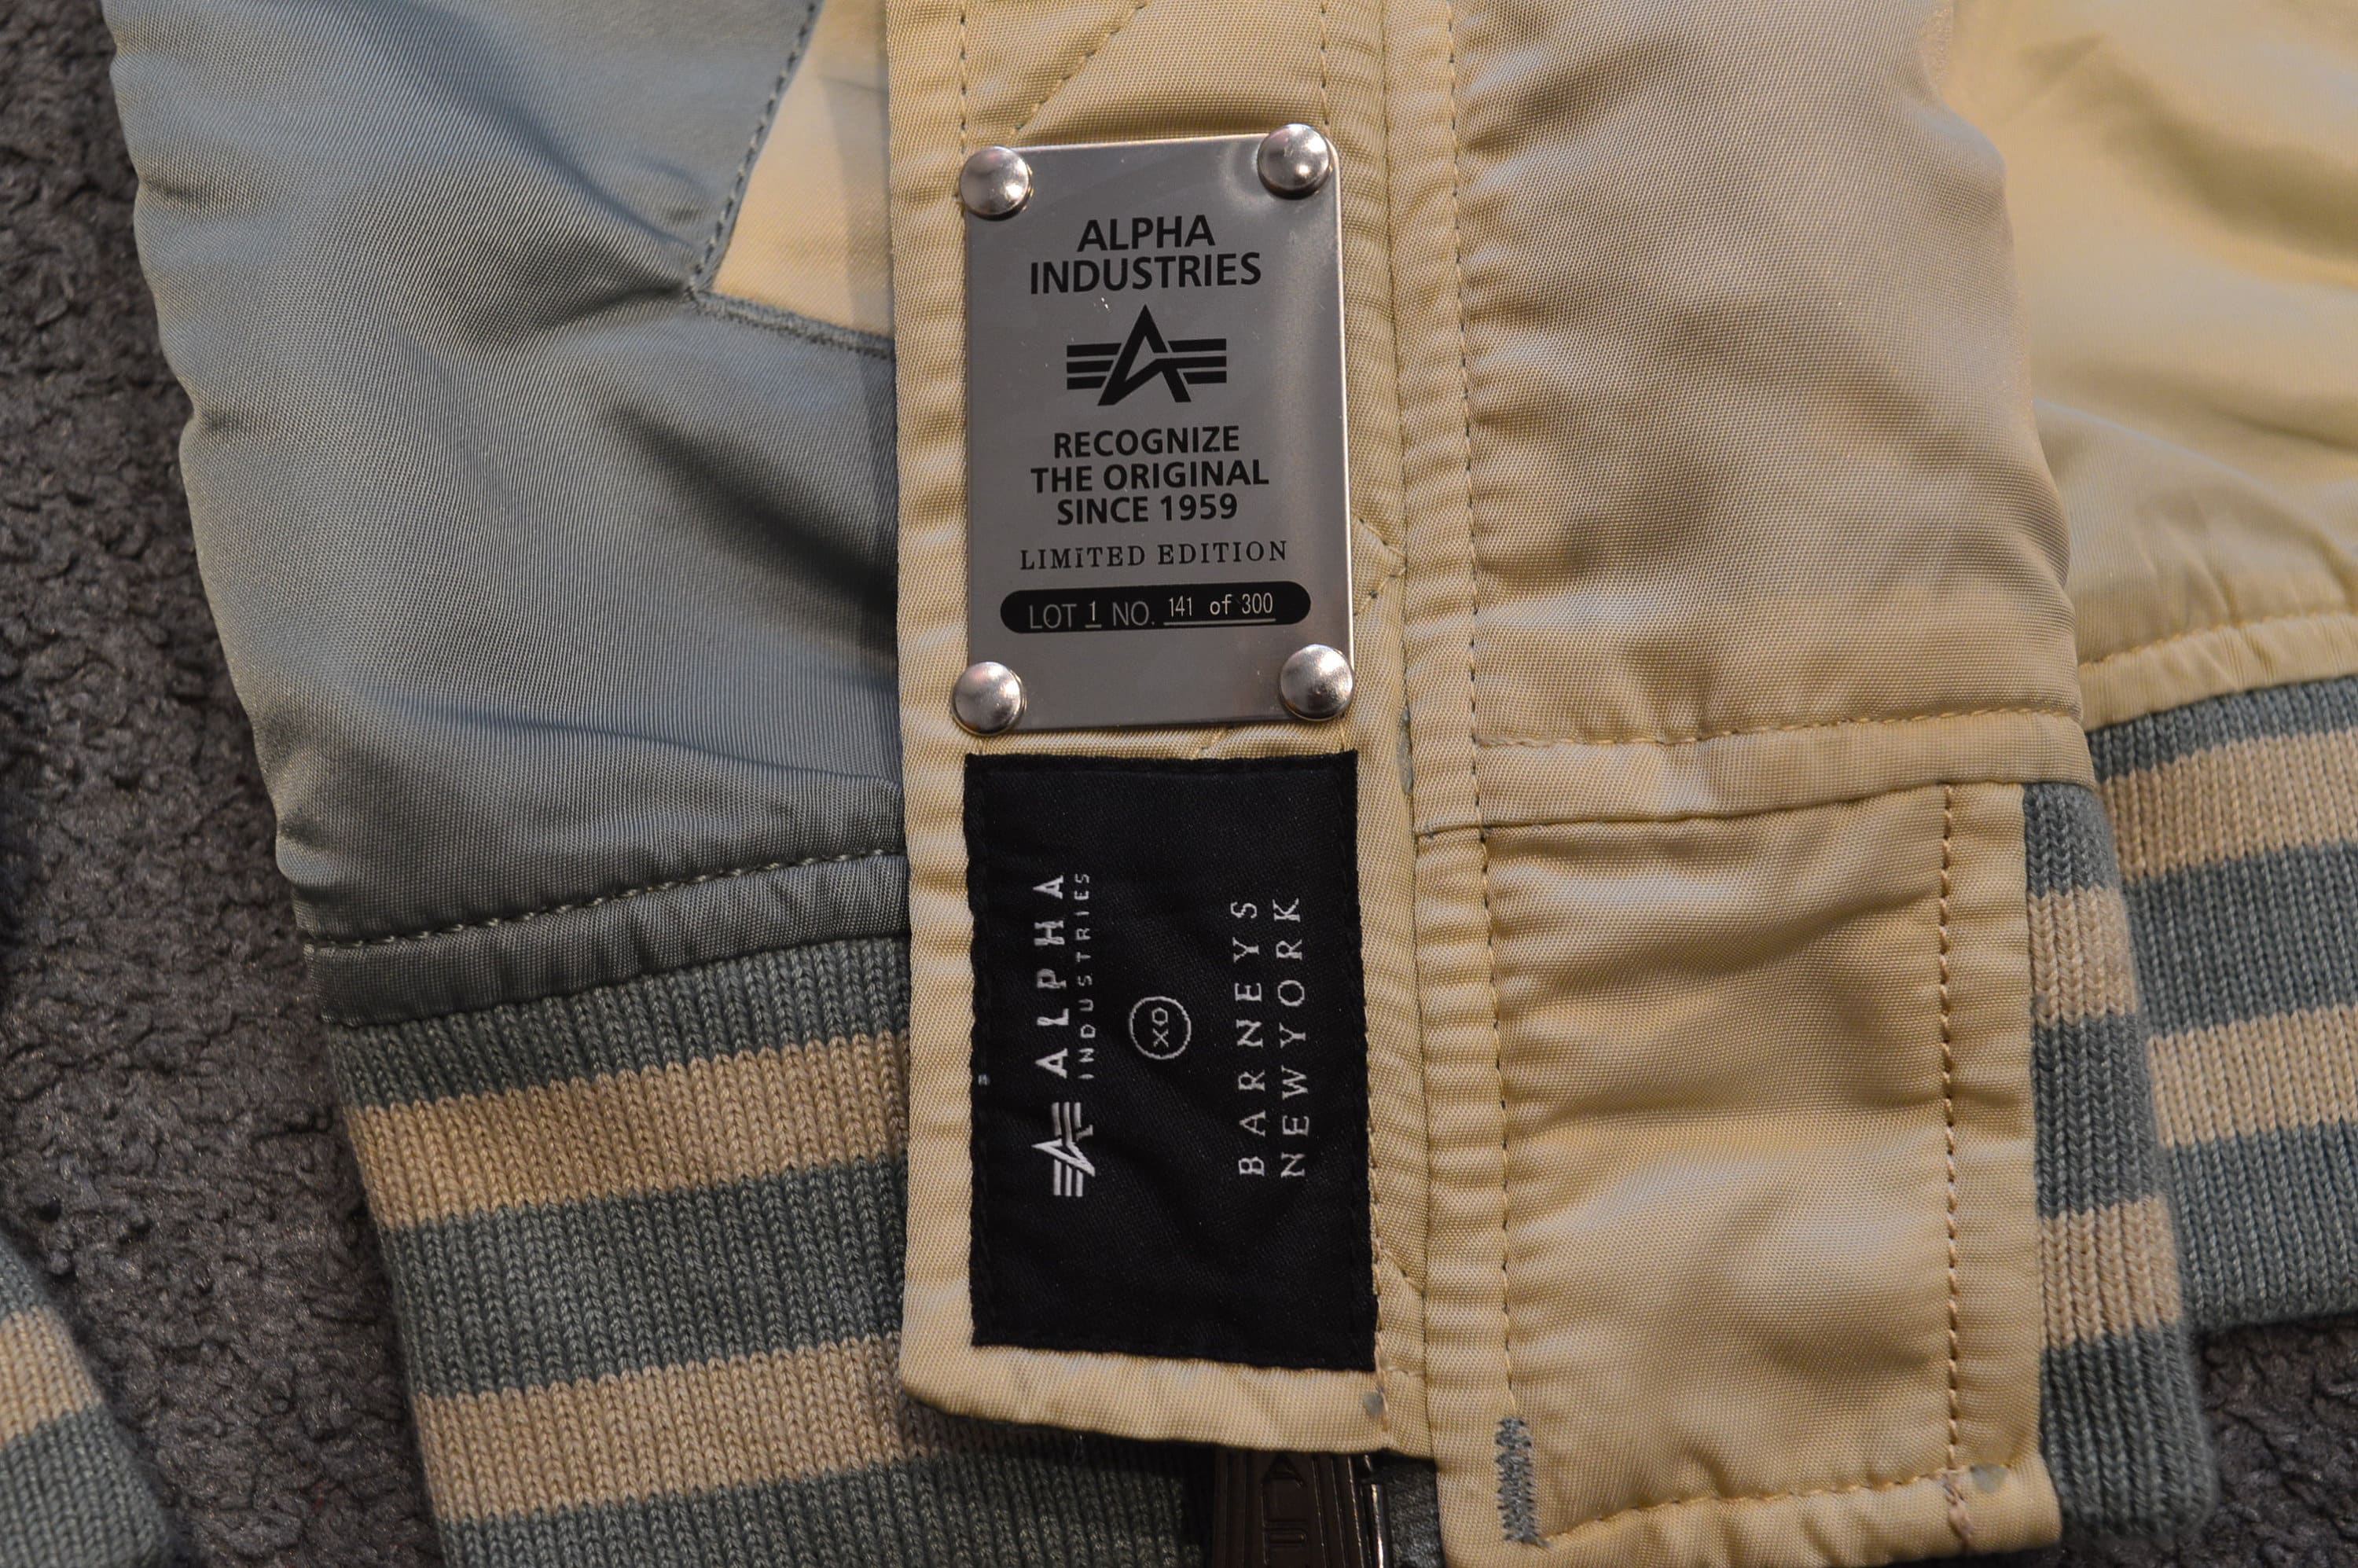 ALPHA
INDUSTRIES
RECOGNIZE
THE ORIGINAL
SINCE 1959
LIMITED EDITION
LOT 1 NO. 141 of 300
ALPHA
INDUSTRIES
XO
BARNEYS
NEW YORK